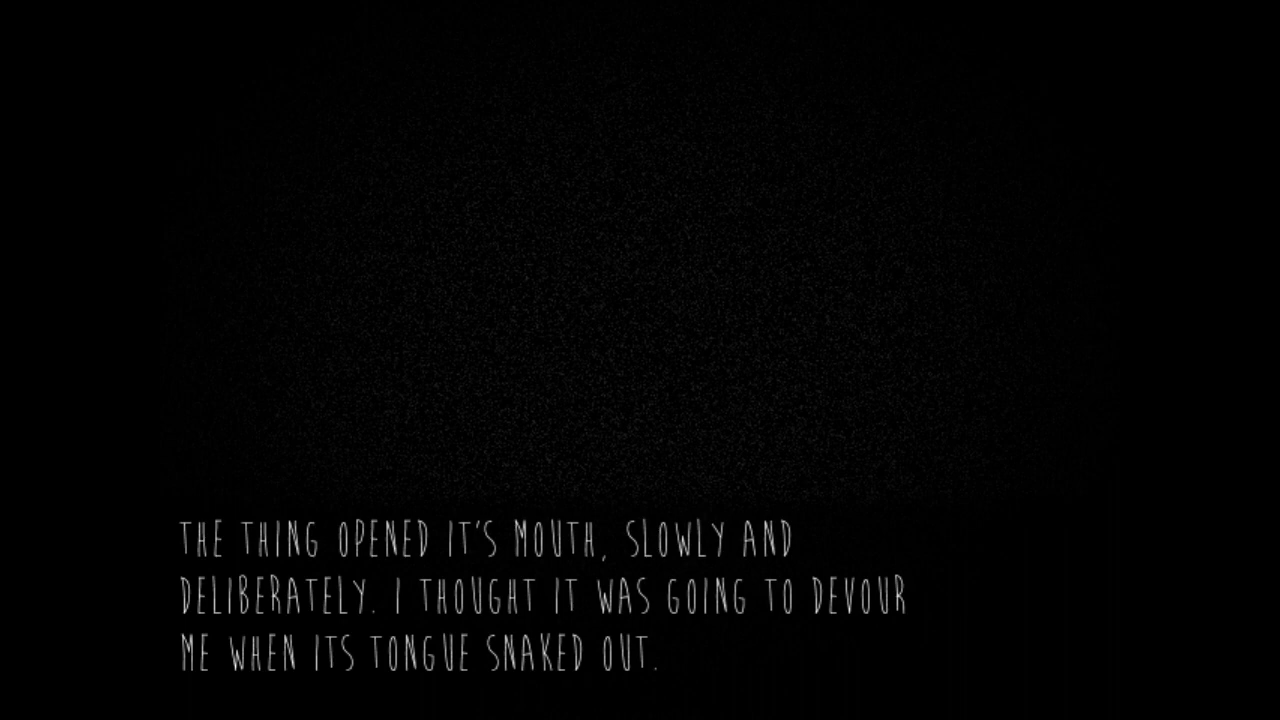 THE THING OPENED IT'S MOUTH, SLOWLY AND
DELIBERATELY. I THOUGHT IT WAS GOING TO DEVOUR
ME WHEN ITS TONGUE SNAKED OUT.